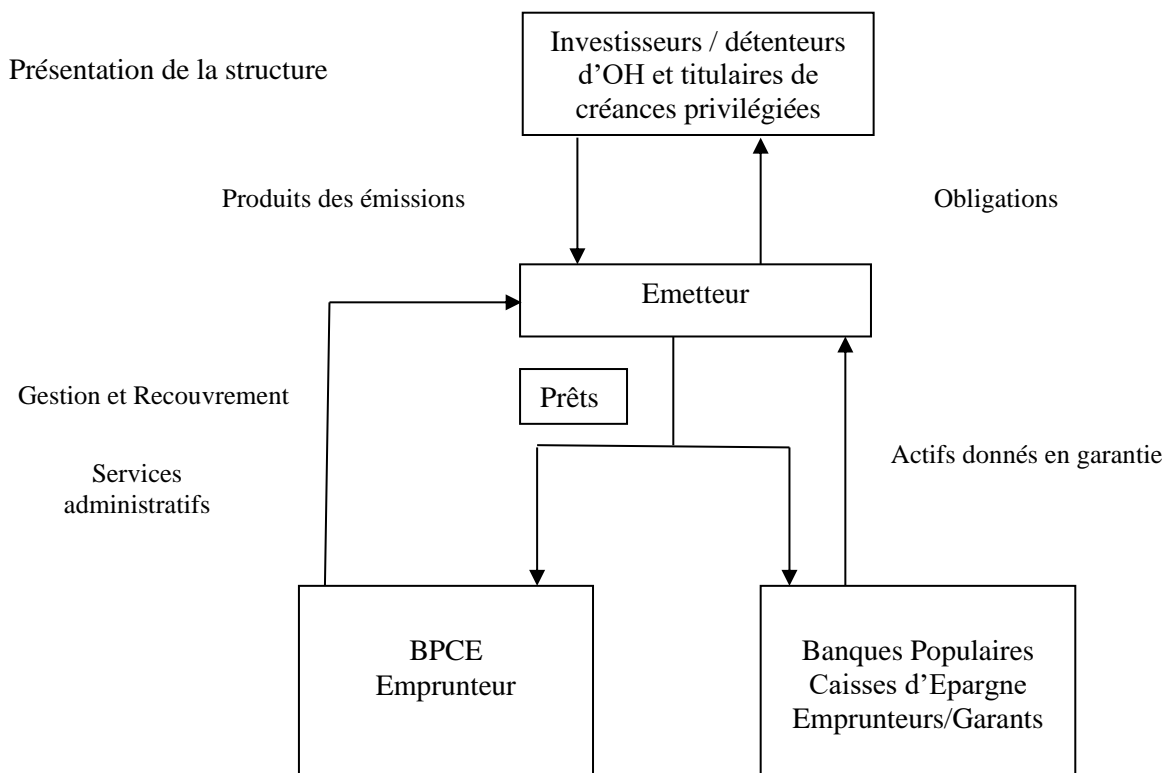 Présentation de la structure
Investisseurs / détenteurs
d’OH et titulaires de
créances privilégiées
Produits des émissions
Obligations
Emetteur
Gestion et Recouvrement
Prêts
Services
administratifs
Actifs donnés en garantie
BPCE
Emprunteur
Banques Populaires
Caisses d’Epargne
Emprunteurs/Garants